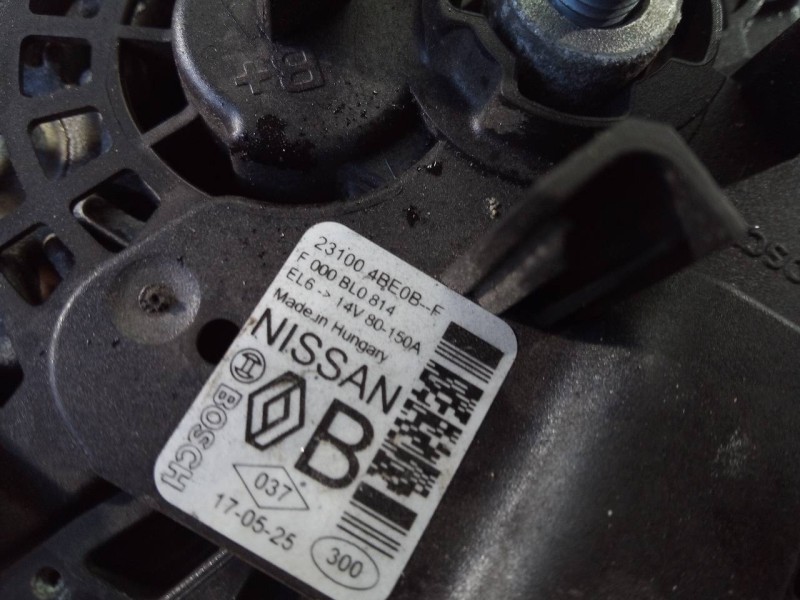 B+
23100 4BE0B--F
F 000 BL0 814
EL6 -> 14V 80-150A
Made in Hungary
NISSAN
BOSCH
B
037
17-05-25
300